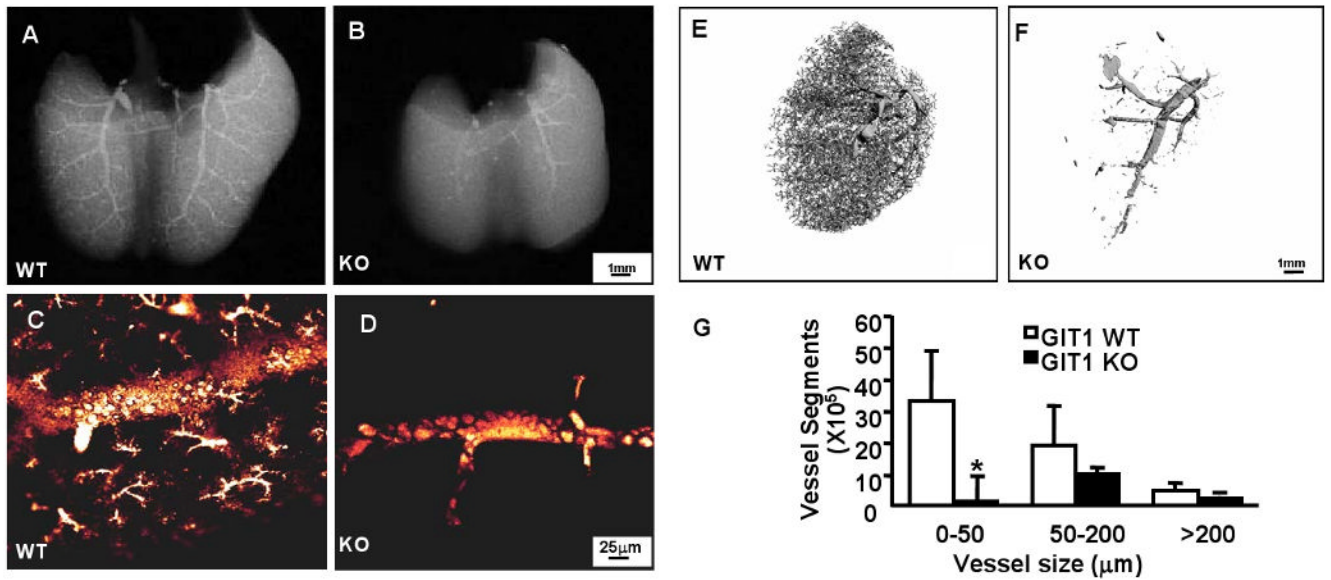 A
WT
B
KO
1mm
C
WT
D
KO
25μm
E
WT
F
KO
1mm
G
Vessel Segments
(X10⁵)
60
50
40
30
20
10
0
GIT1 WT
GIT1 KO
*
0-50
50-200
>200
Vessel size (μm)